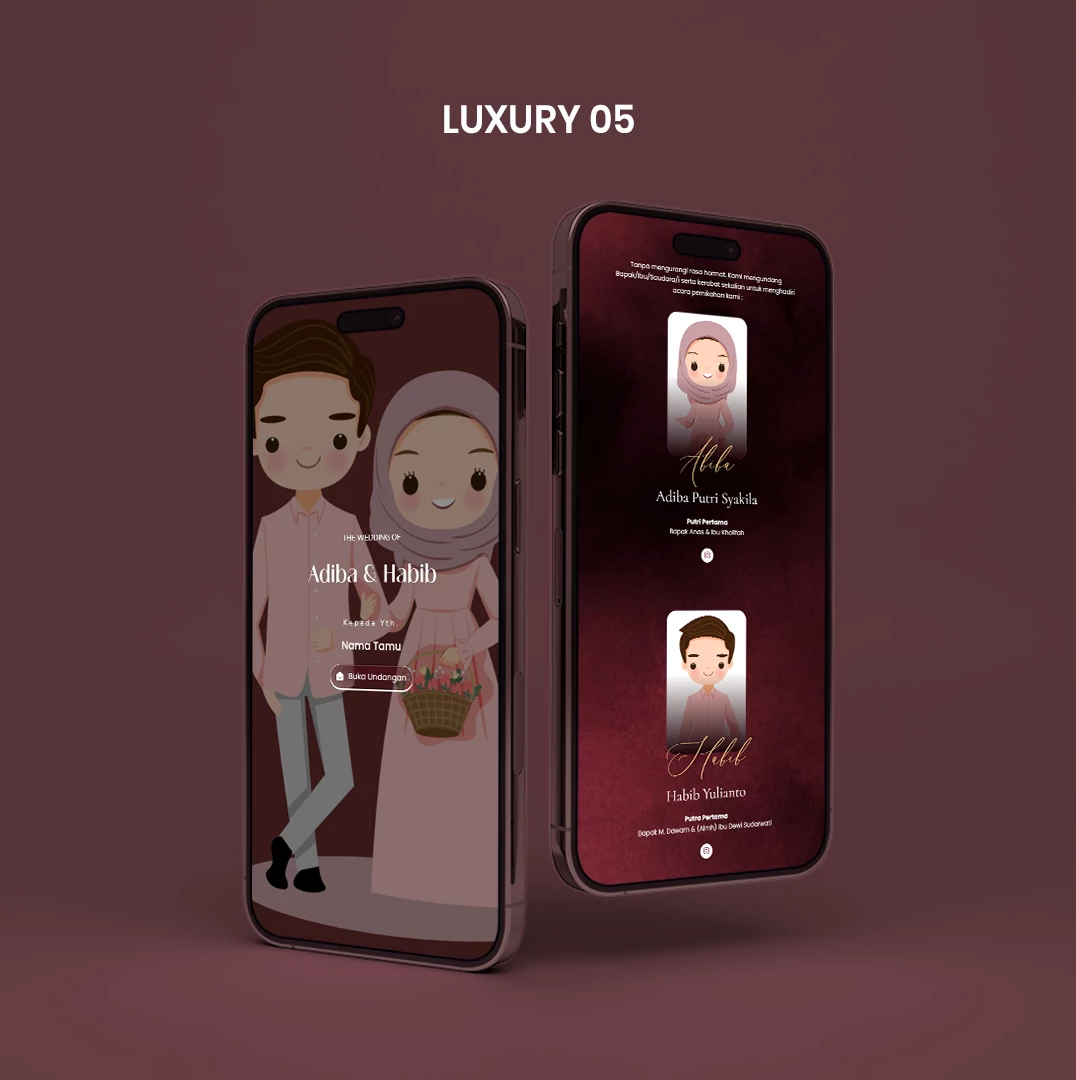 LUXURY 05
THE WEDDING OF
Adiba & Habib
Kepada Yth.
Nama Tamu
Buka Undangan
Tanpa mengurangi rasa hormat. Kami mengundang
Bapak/Ibu/Saudara/i serta kerabat sekalian untuk menghadiri
acara pernikahan kami :
Abiba
Adiba Putri Syakila
Putri Pertama
Bapak Anas & Ibu Kholifah
Habib
Habib Yulianto
Putra Pertama
Bapak M. Dawam & (Almh) Ibu Dewi Sudarwati